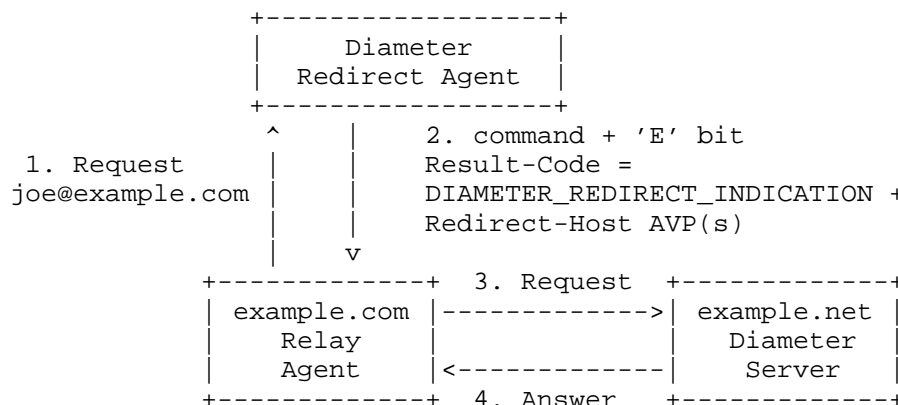 +------------------+
|     Diameter     |
|  Redirect Agent  |
+------------------+
^    |    2. command + 'E' bit
1. Request    |    |    Result-Code =
joe@example.com |    |    DIAMETER_REDIRECT_INDICATION +
|    |    Redirect-Host AVP(s)
|    v
+-------------+  3. Request  +-------------+
| example.com |------------->| example.net |
|    Relay    |              |   Diameter  |
|    Agent    |<-------------|    Server   |
+-------------+  4. Answer   +-------------+